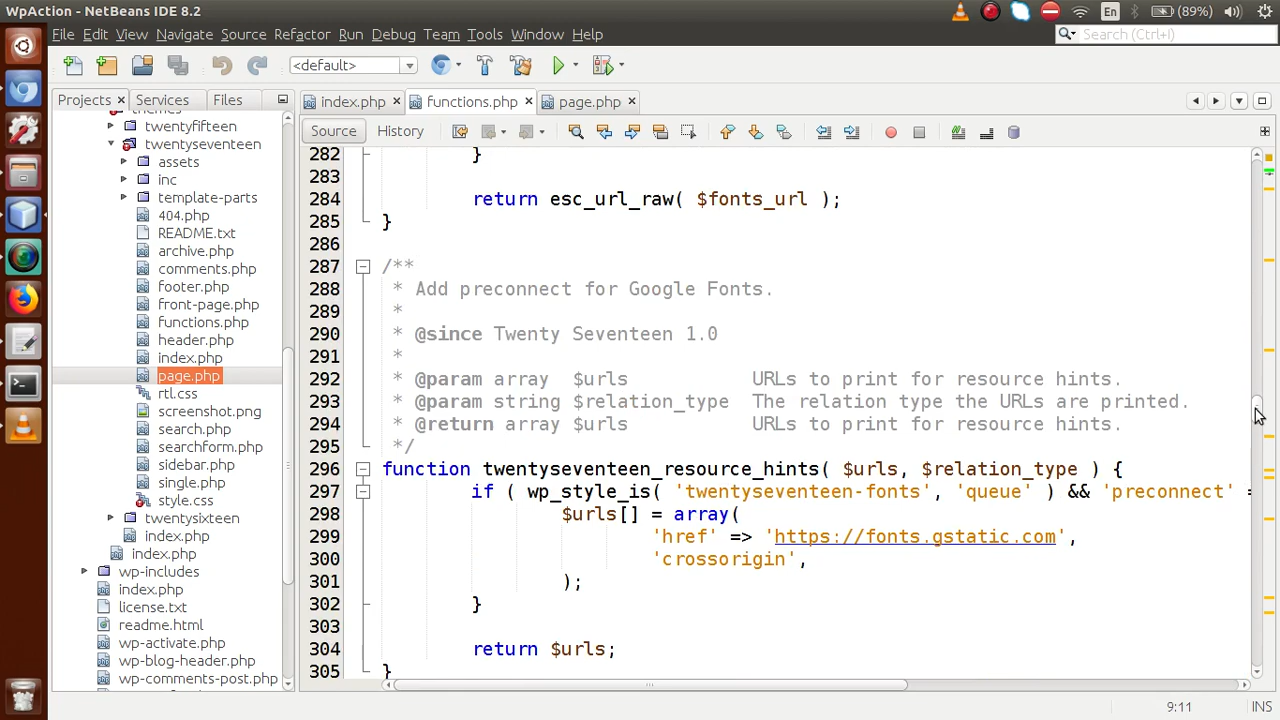 WpAction - NetBeans IDE 8.2
En
(89%)
File Edit View Navigate Source Refactor Run Debug Team Tools Window Help
Search (Ctrl+I)
<default>
Projects
Services
Files
index.php
functions.php
page.php
Source
History
themes
twentyfifteen
twentyseventeen
assets
inc
template-parts
404.php
README.txt
archive.php
comments.php
footer.php
front-page.php
functions.php
header.php
index.php
page.php
rtl.css
screenshot.png
search.php
searchform.php
sidebar.php
single.php
style.css
twentysixteen
index.php
index.php
wp-includes
index.php
license.txt
readme.html
wp-activate.php
wp-blog-header.php
wp-comments-post.php
282 }
283
284 return esc_url_raw( $fonts_url );
285 }
286
287 /**
288 * Add preconnect for Google Fonts.
289 *
290 * @since Twenty Seventeen 1.0
291 *
292 * @param array $urls URLs to print for resource hints.
293 * @param string $relation_type The relation type the URLs are printed.
294 * @return array $urls URLs to print for resource hints.
295 */
296 function twentyseventeen_resource_hints( $urls, $relation_type ) {
297 if ( wp_style_is( 'twentyseventeen-fonts', 'queue' ) && 'preconnect' =
298 $urls[] = array(
299 'href' => 'https://fonts.gstatic.com',
300 'crossorigin',
301 );
302 }
303
304 return $urls;
305 }
9:11
INS